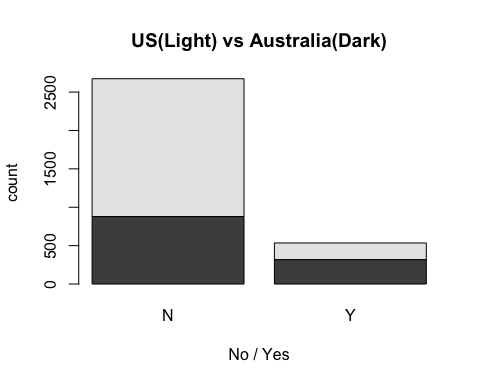 US(Light) vs Australia(Dark)
2500
1500
500
0
count
N Y
No / Yes